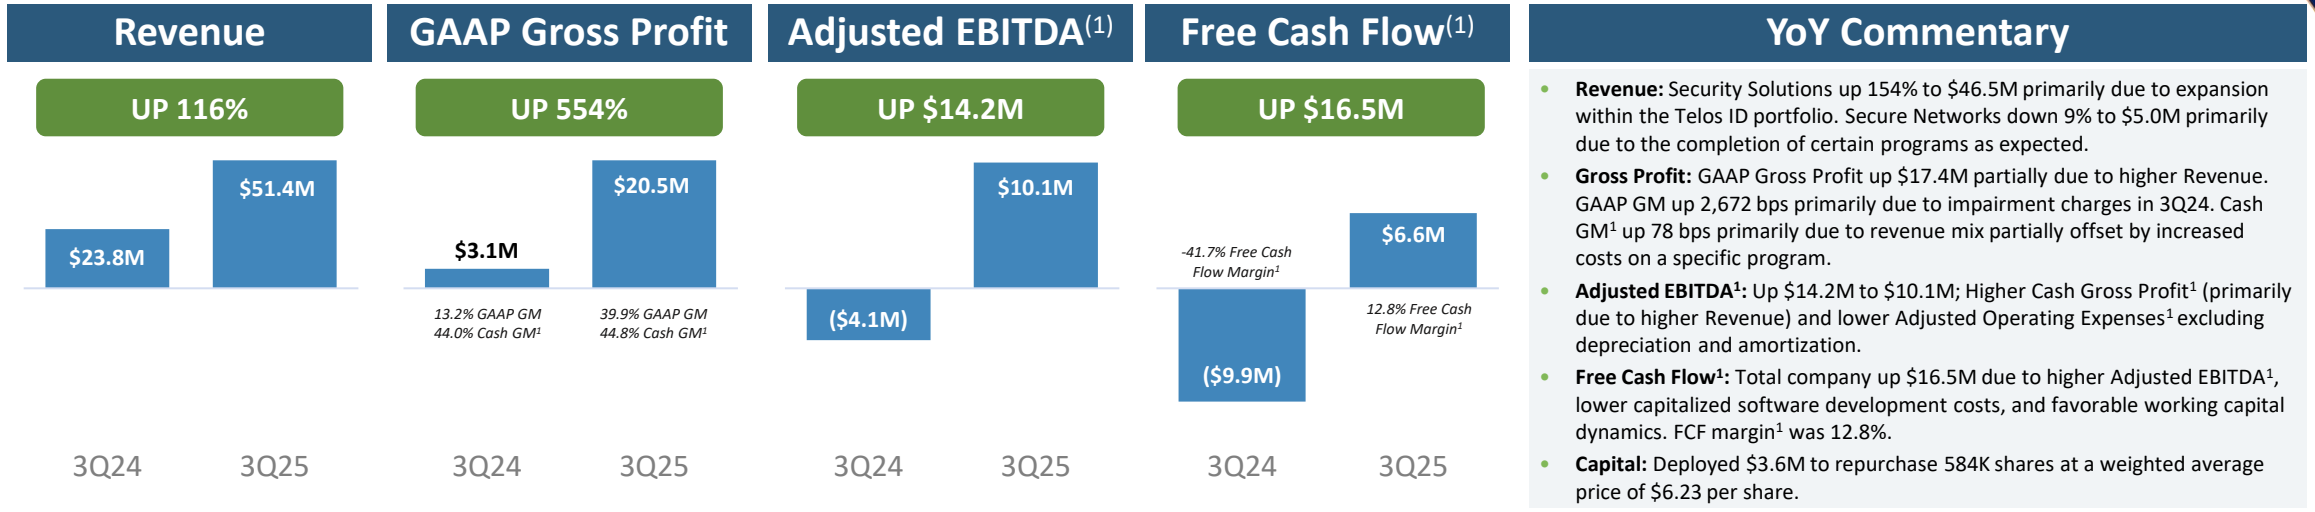 Revenue
UP 116%
$23.8M
$51.4M
3Q24
3Q25
GAAP Gross Profit
UP 554%
$3.1M
$20.5M
13.2% GAAP GM
44.0% Cash GM¹
39.9% GAAP GM
44.8% Cash GM¹
3Q24
3Q25
Adjusted EBITDA(1)
UP $14.2M
($4.1M)
$10.1M
3Q24
3Q25
Free Cash Flow(1)
UP $16.5M
-41.7% Free Cash
Flow Margin¹
($9.9M)
$6.6M
12.8% Free Cash
Flow Margin¹
3Q24
3Q25
YoY Commentary
• Revenue: Security Solutions up 154% to $46.5M primarily due to expansion
within the Telos ID portfolio. Secure Networks down 9% to $5.0M primarily
due to the completion of certain programs as expected.
• Gross Profit: GAAP Gross Profit up $17.4M partially due to higher Revenue.
GAAP GM up 2,672 bps primarily due to impairment charges in 3Q24. Cash
GM¹ up 78 bps primarily due to revenue mix partially offset by increased
costs on a specific program.
• Adjusted EBITDA¹: Up $14.2M to $10.1M; Higher Cash Gross Profit¹ (primarily
due to higher Revenue) and lower Adjusted Operating Expenses¹ excluding
depreciation and amortization.
• Free Cash Flow¹: Total company up $16.5M due to higher Adjusted EBITDA¹,
lower capitalized software development costs, and favorable working capital
dynamics. FCF margin¹ was 12.8%.
• Capital: Deployed $3.6M to repurchase 584K shares at a weighted average
price of $6.23 per share.